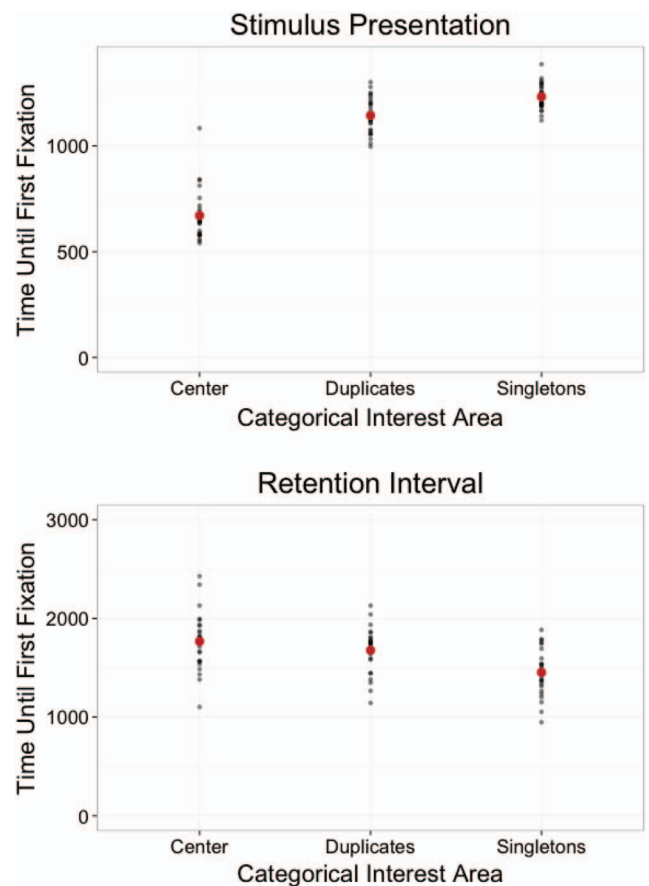 Stimulus Presentation
Time Until First Fixation
1000
500
0
Center Duplicates Singletons
Categorical Interest Area
Retention Interval
Time Until First Fixation
3000
2000
1000
0
Center Duplicates Singletons
Categorical Interest Area